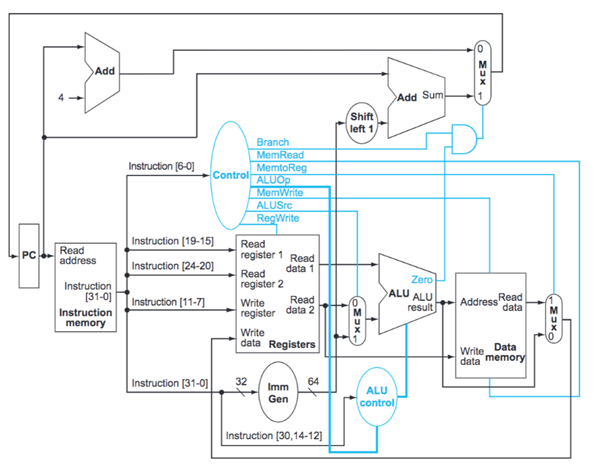 0
M
u
x
1
Add
4
Add Sum
Shift
left 1
Branch
MemRead
MemtoReg
ALUOp
MemWrite
ALUSrc
RegWrite
Instruction [6-0]
Control
PC
Read
address
Instruction
[31-0]
Instruction
memory
Instruction [19-15]
Instruction [24-20]
Instruction [11-7]
Read
register 1
Read
register 2
Write
register
Write
data
Read
data 1
Read
data 2
Registers
0
M
u
x
1
Zero
ALU
ALU
result
Address
Read
data
Write
data
Data
memory
1
M
u
x
0
Instruction [31-0]
32
Imm
Gen
64
ALU
control
Instruction [30,14-12]